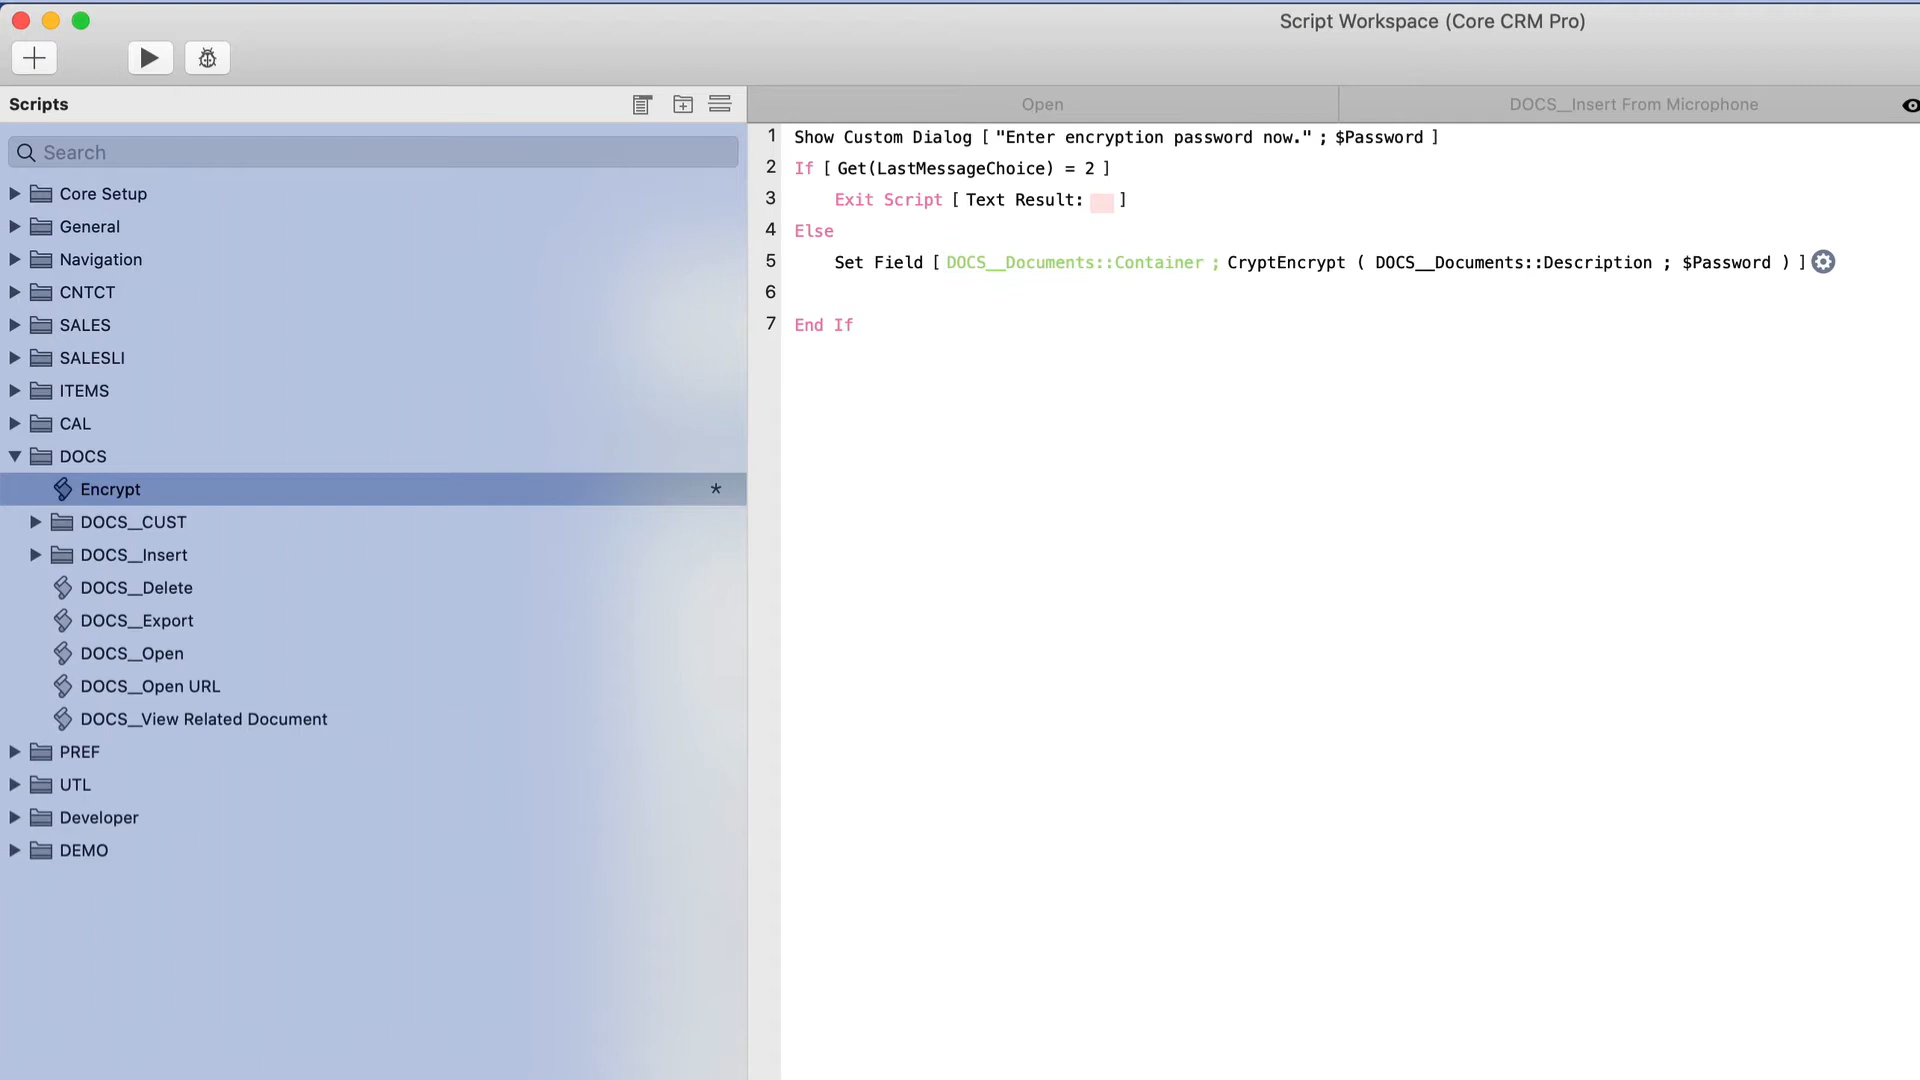 Script Workspace (Core CRM Pro)
Scripts
Open
DOCS__Insert From Microphone
Search
Core Setup
General
Navigation
CNTCT
SALES
SALESLI
ITEMS
CAL
DOCS
Encrypt *
DOCS__CUST
DOCS__Insert
DOCS__Delete
DOCS__Export
DOCS__Open
DOCS__Open URL
DOCS__View Related Document
PREF
UTL
Developer
DEMO
1 Show Custom Dialog [ "Enter encryption password now." ; $Password ]
2 If [ Get(LastMessageChoice) = 2 ]
3 Exit Script [ Text Result: ]
4 Else
5 Set Field [ DOCS__Documents::Container ; CryptEncrypt ( DOCS__Documents::Description ; $Password ) ]
6
7 End If